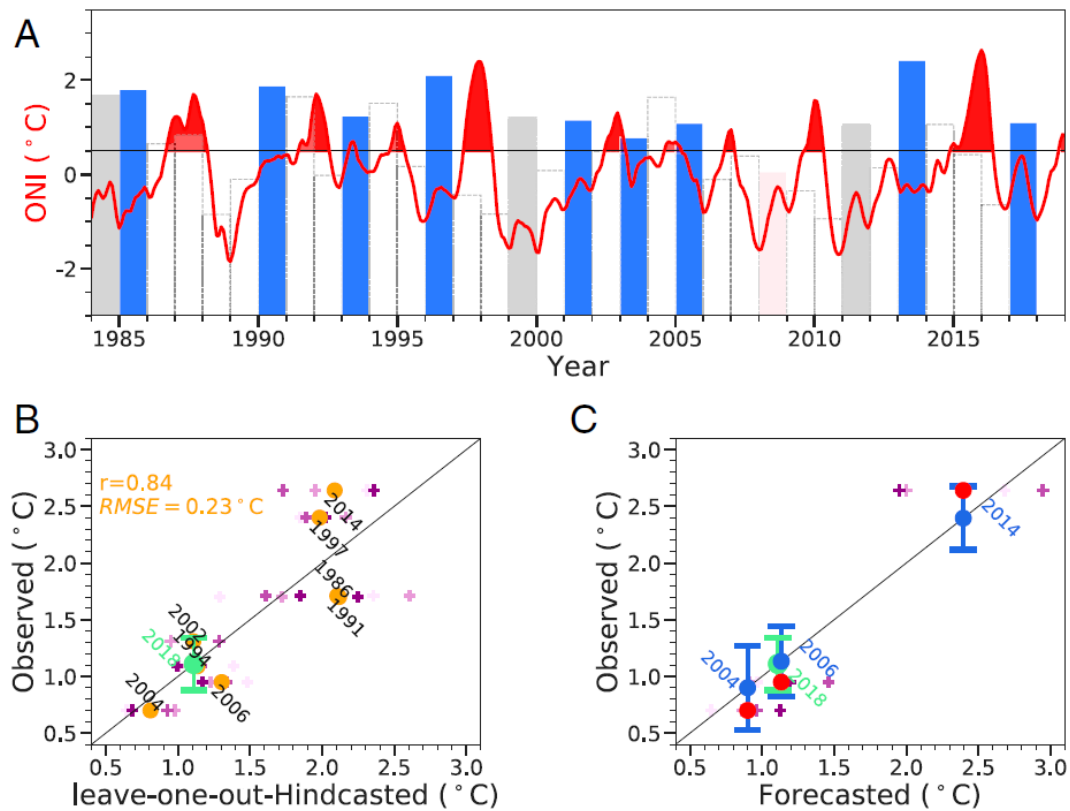 A
ONI (°C)
2
0
-2
1985 1990 1995 2000 2005 2010 2015
Year
B
Observed (°C)
3.0
2.5
2.0
1.5
1.0
0.5
r=0.84
RMSE = 0.23 °C
2014
1997
1986
1991
2002
1994
2018
2004
2006
0.5 1.0 1.5 2.0 2.5 3.0
leave-one-out-Hindcasted (°C)
C
Observed (°C)
3.0
2.5
2.0
1.5
1.0
0.5
2014
2004
2006
2018
0.5 1.0 1.5 2.0 2.5 3.0
Forecasted (°C)